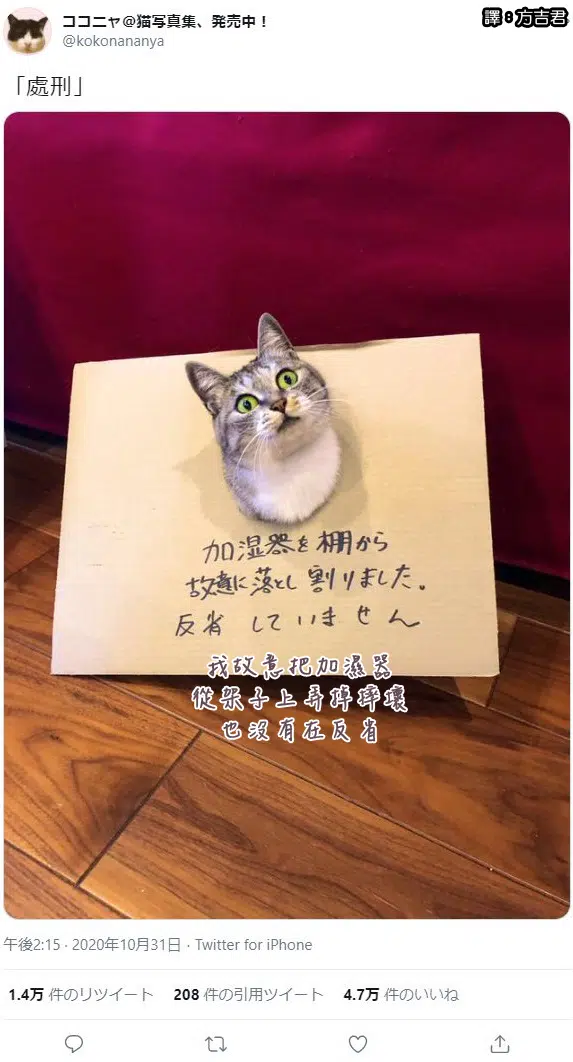 ココニャ@猫写真集、発売中！
@kokonananya
譯 方吉君
「處刑」
加湿器を棚から
故意に落とし割りました。
反省していません
我故意把加濕器
從架子上弄掉摔壞
也沒有在反省
午後2:15 · 2020年10月31日 · Twitter for iPhone
1.4万 件のリツイート 208 件の引用ツイート 4.7万 件のいいね